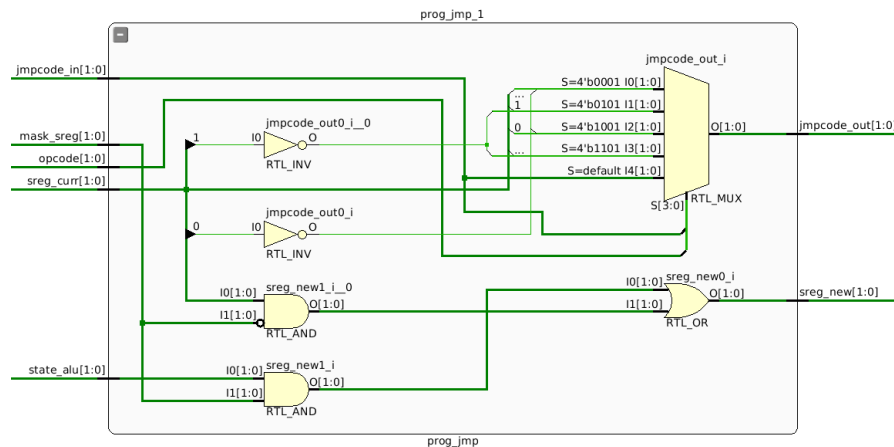 prog_jmp_1
jmpcode_out_i
jmpcode_in[1:0]
S=4'b0001 I0[1:0]
...
jmpcode_out0_i__0
1
S=4'b0101 I1[1:0]
mask_sreg[1:0]
1
I0
O
0
S=4'b1001 I2[1:0]
O[1:0]
jmpcode_out[1:0]
opcode[1:0]
RTL_INV
...
S=4'b1101 I3[1:0]
sreg_curr[1:0]
S=default I4[1:0]
S[3:0]
RTL_MUX
jmpcode_out0_i
0
I0
O
RTL_INV
sreg_new1_i__0
I0[1:0]
O[1:0]
I1[1:0]
RTL_AND
sreg_new0_i
I0[1:0]
O[1:0]
sreg_new[1:0]
I1[1:0]
RTL_OR
state_alu[1:0]
sreg_new1_i
I0[1:0]
O[1:0]
I1[1:0]
RTL_AND
prog_jmp